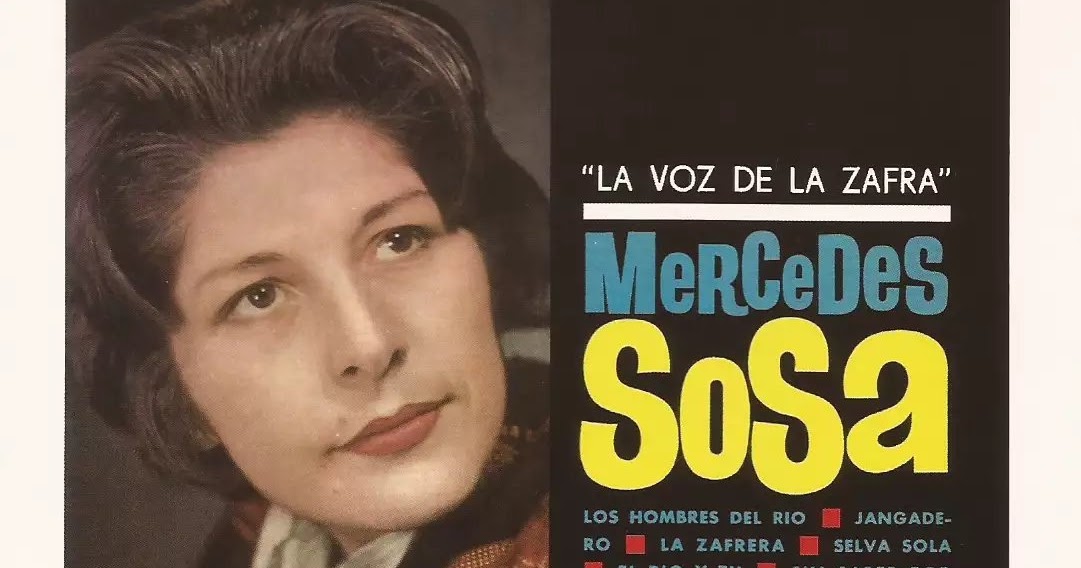 “LA VOZ DE LA ZAFRA”
MeRCeDeS
SoSa
LOS HOMBRES DEL RIO ■ JANGADE-
RO ■ LA ZAFRERA ■ SELVA SOLA